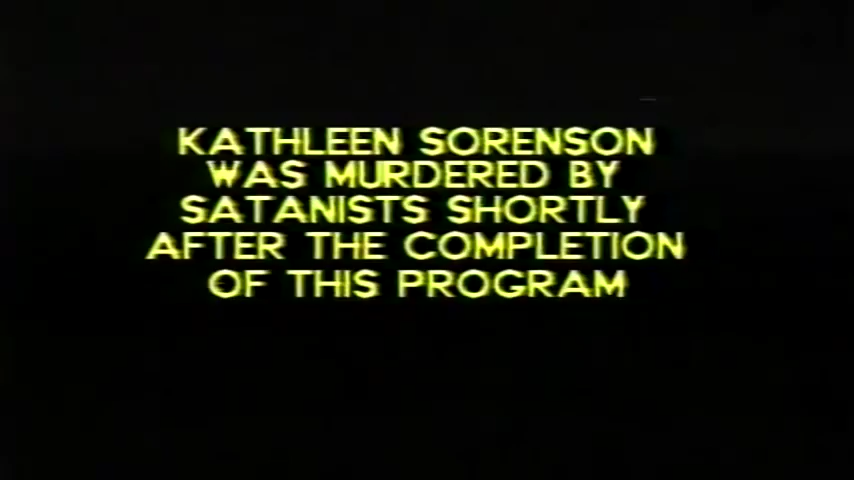 KATHLEEN SORENSON
WAS MURDERED BY
SATANISTS SHORTLY
AFTER THE COMPLETION
OF THIS PROGRAM